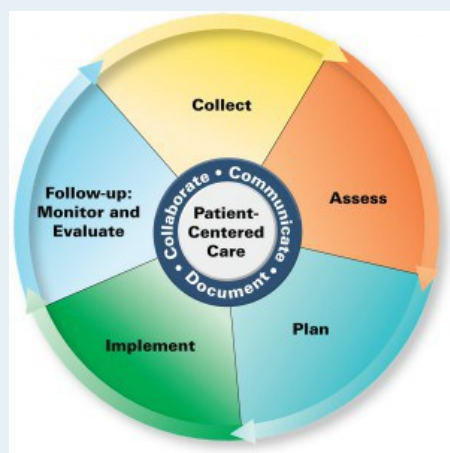 Collect
Assess
Plan
Implement
Follow-up:
Monitor and
Evaluate
Collaborate • Communicate • Document •
Patient-
Centered
Care